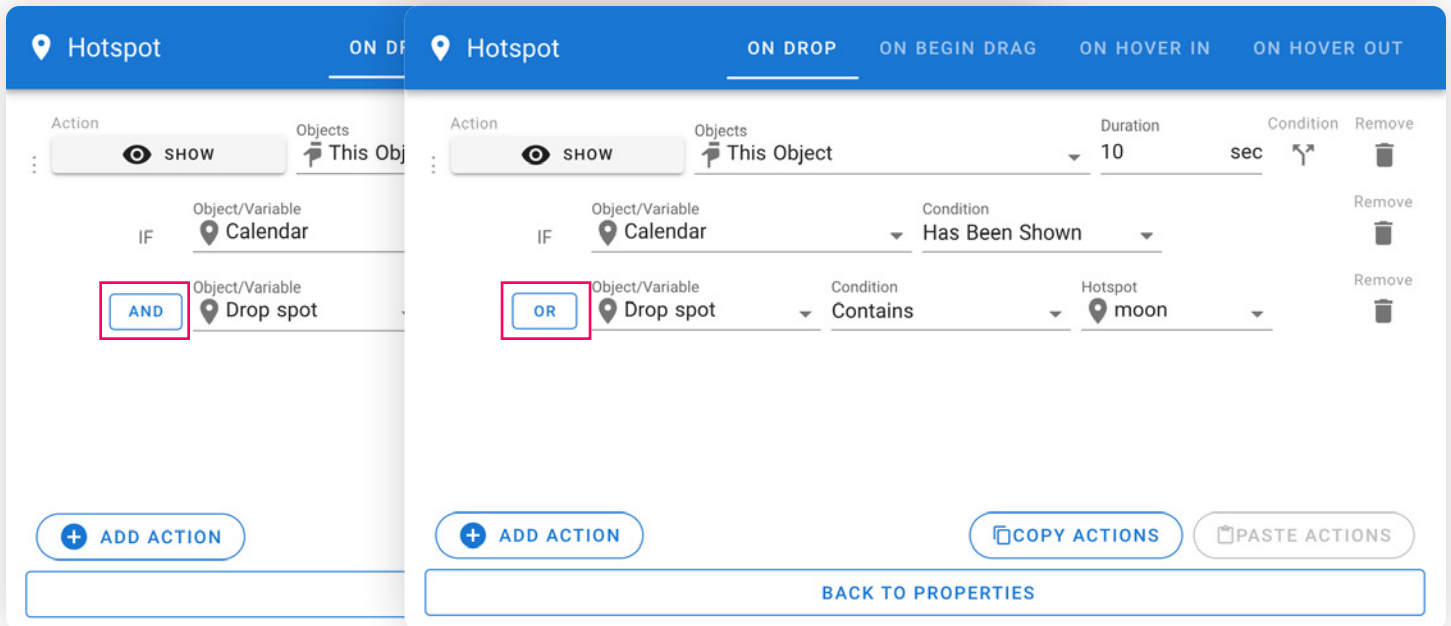 Hotspot
ON DR
Action
SHOW
Objects
This Obj
IF
Object/Variable
Calendar
AND
Object/Variable
Drop spot
ADD ACTION
Hotspot
ON DROP ON BEGIN DRAG ON HOVER IN ON HOVER OUT
Action Objects Duration Condition Remove
SHOW This Object 10 sec
Object/Variable Condition Remove
IF Calendar Has Been Shown
Object/Variable Condition Hotspot Remove
OR Drop spot Contains moon
ADD ACTION COPY ACTIONS PASTE ACTIONS
BACK TO PROPERTIES